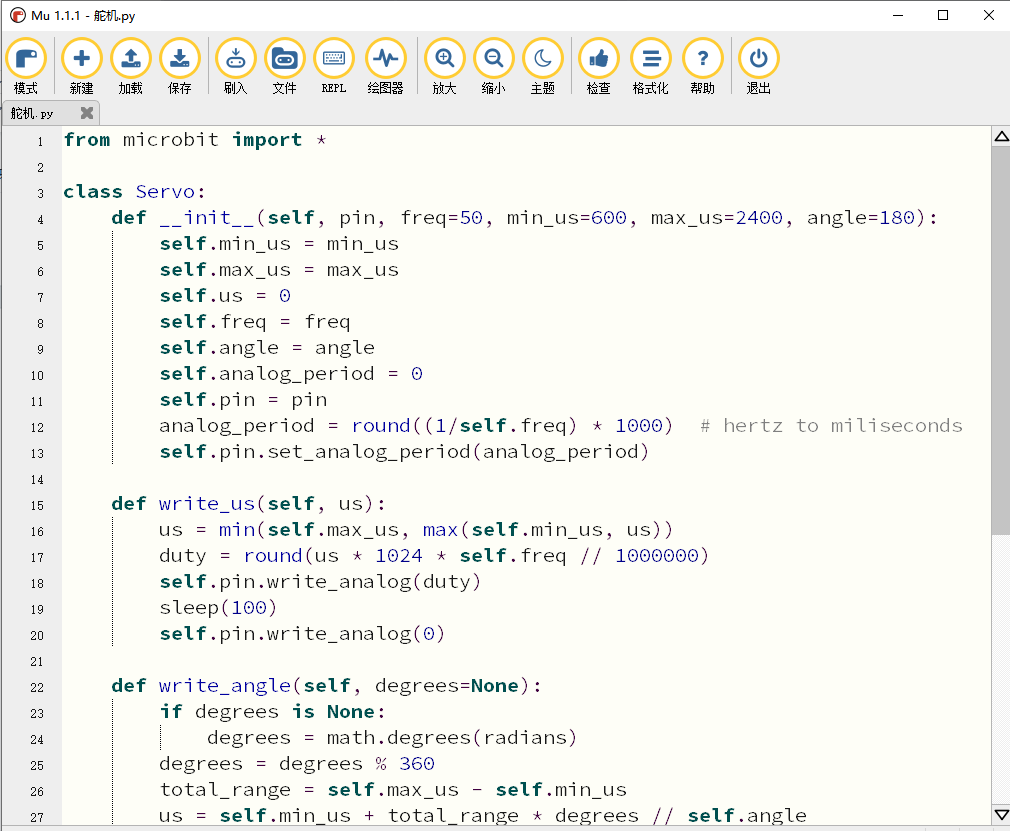 Mu 1.1.1 - 舵机.py
模式 新建 加载 保存 刷入 文件 REPL 绘图器 放大 缩小 主题 检查 格式化 帮助 退出
舵机.py
1 from microbit import *
2
3 class Servo:
4     def __init__(self, pin, freq=50, min_us=600, max_us=2400, angle=180):
5         self.min_us = min_us
6         self.max_us = max_us
7         self.us = 0
8         self.freq = freq
9         self.angle = angle
10         self.analog_period = 0
11         self.pin = pin
12         analog_period = round((1/self.freq) * 1000)  # hertz to miliseconds
13         self.pin.set_analog_period(analog_period)
14
15     def write_us(self, us):
16         us = min(self.max_us, max(self.min_us, us))
17         duty = round(us * 1024 * self.freq // 1000000)
18         self.pin.write_analog(duty)
19         sleep(100)
20         self.pin.write_analog(0)
21
22     def write_angle(self, degrees=None):
23         if degrees is None:
24             degrees = math.degrees(radians)
25         degrees = degrees % 360
26         total_range = self.max_us - self.min_us
27         us = self.min_us + total_range * degrees // self.angle